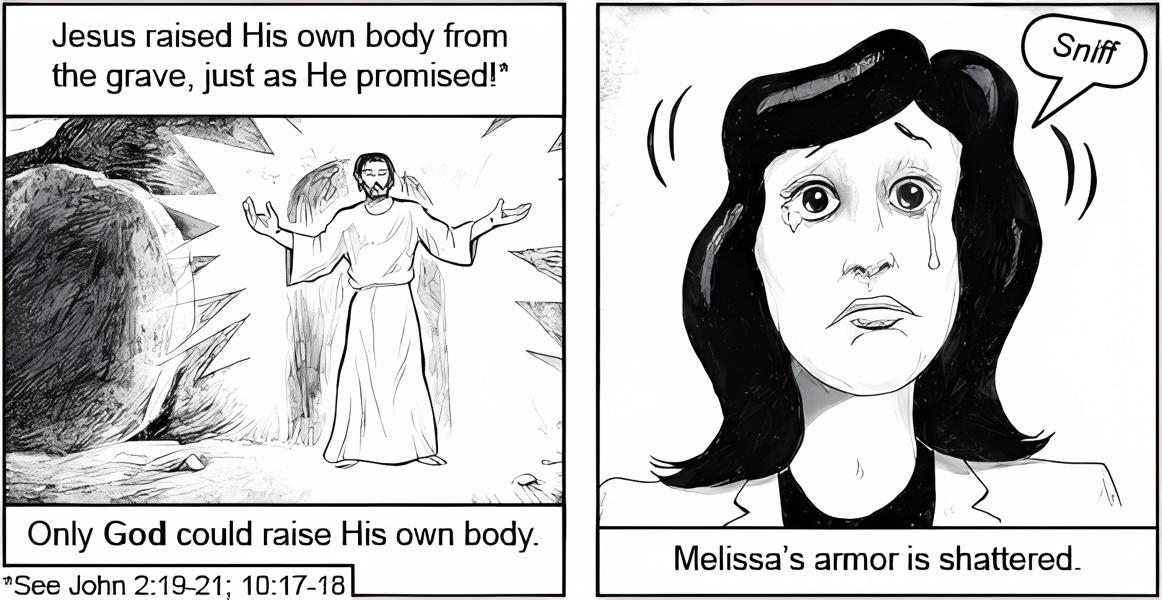 Jesus raised His own body from
the grave, just as He promised!*
Only God could raise His own body.
*See John 2:19-21; 10:17-18
Sniff
Melissa's armor is shattered.